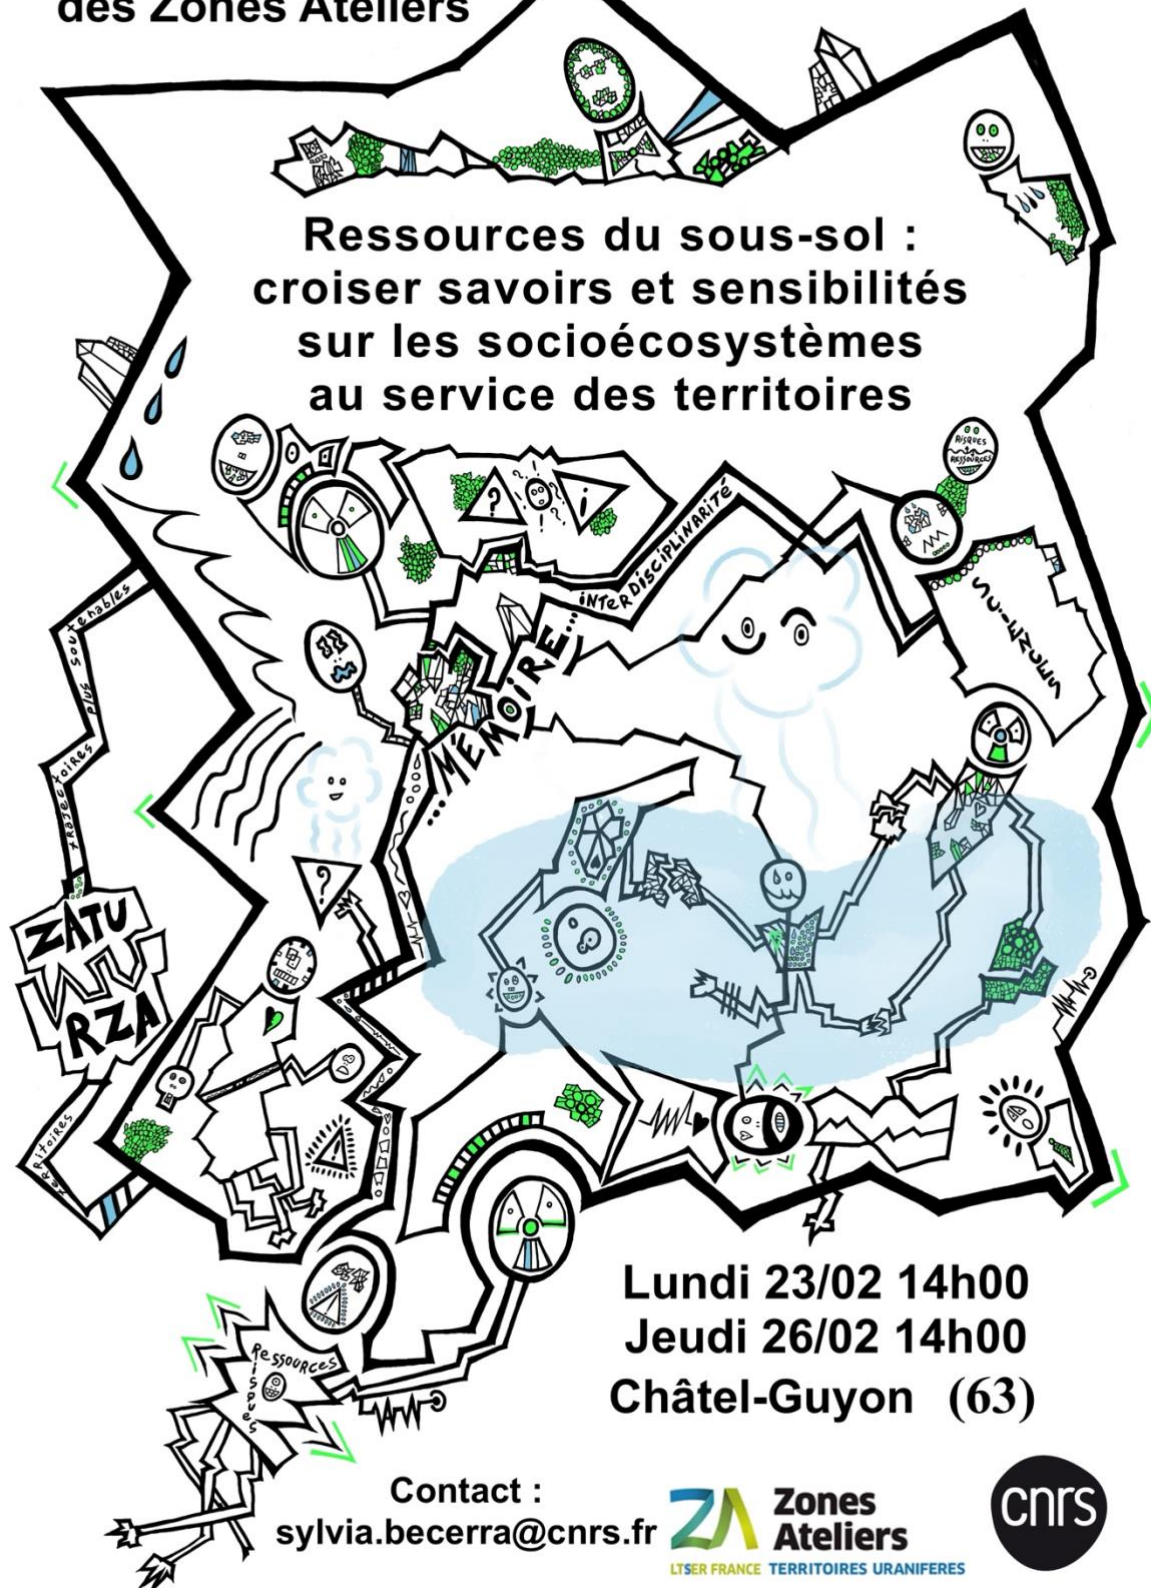 des Zones Ateliers
Ressources du sous-sol :
croiser savoirs et sensibilités
sur les socioécosystèmes
au service des territoires
RISQUES
RESSOURCES
?
i
INTERDISCIPLINARITÉ
SCIENCES
...MÉMOIRE...
trajectoires plus soutenables
?
ZATU
RZA
territoires
!
Ressources
Risques
Lundi 23/02 14h00
Jeudi 26/02 14h00
Châtel-Guyon (63)
Contact :
sylvia.becerra@cnrs.fr
ZA Zones
Ateliers
LTSER FRANCE TERRITOIRES URANIFERES
cnrs